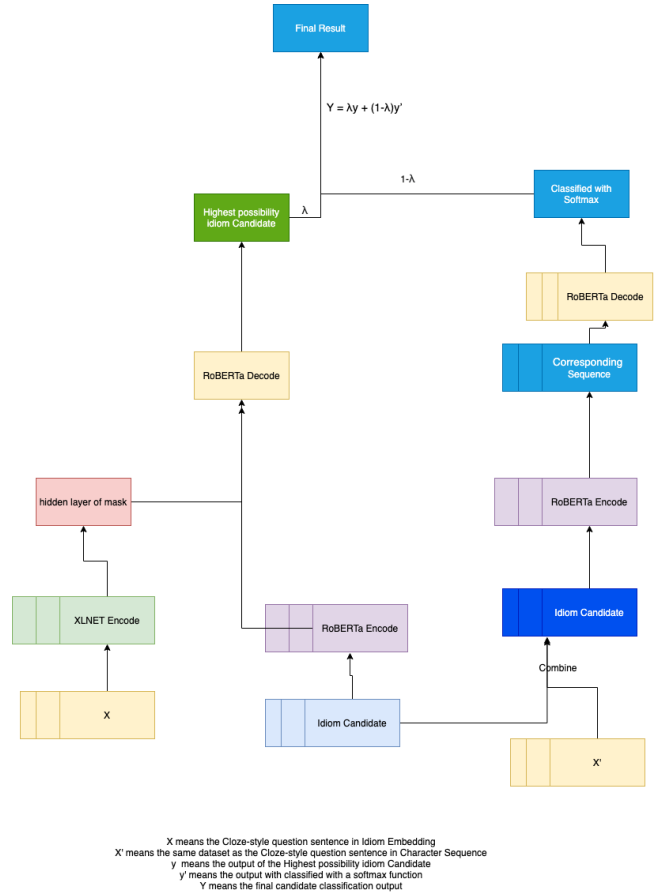 Final Result
Y = λy + (1-λ)y'
1-λ
Classified with
Softmax
Highest possibility
idiom Candidate
λ
RoBERTa Decode
RoBERTa Decode
Corresponding
Sequence
hidden layer of mask
RoBERTa Encode
XLNET Encode
RoBERTa Encode
Idiom Candidate
Combine
X
Idiom Candidate
X'
X means the Cloze-style question sentence in Idiom Embedding
X' means the same dataset as the Cloze-style question sentence in Character Sequence
y means the output of the Highest possibility idiom Candidate
y' means the output with classified with a softmax function
Y means the final candidate classification output